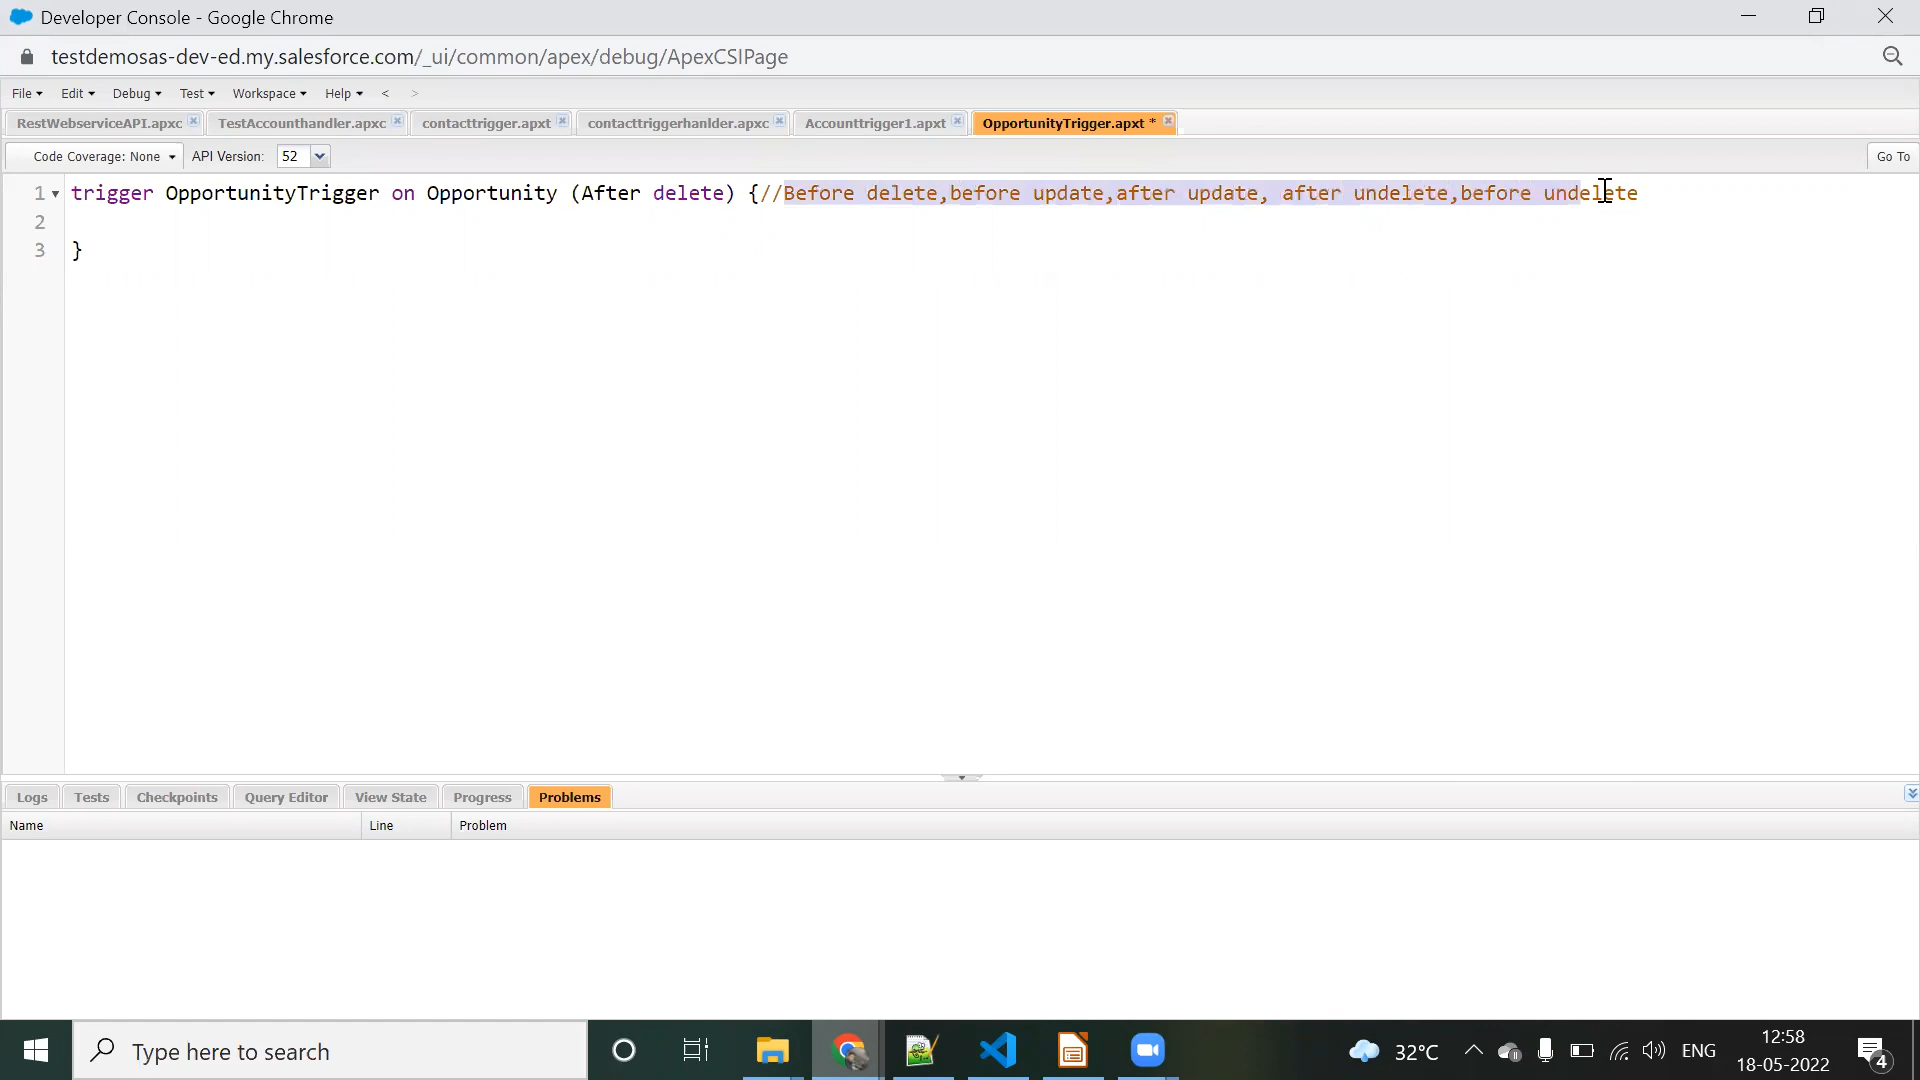 Developer Console - Google Chrome
testdemosas-dev-ed.my.salesforce.com/_ui/common/apex/debug/ApexCSIPage
File Edit Debug Test Workspace Help < >
RestWebserviceAPI.apxc TestAccounthandler.apxc contacttrigger.apxt contacttriggerhanlder.apxc Accounttrigger1.apxt OpportunityTrigger.apxt *
Code Coverage: None API Version: 52 Go To
1 trigger OpportunityTrigger on Opportunity (After delete) {//Before delete,before update,after update, after undelete,before undelete
2
3 }
Logs Tests Checkpoints Query Editor View State Progress Problems
Name Line Problem
Type here to search 32°C ENG 12:58
18-05-2022 4